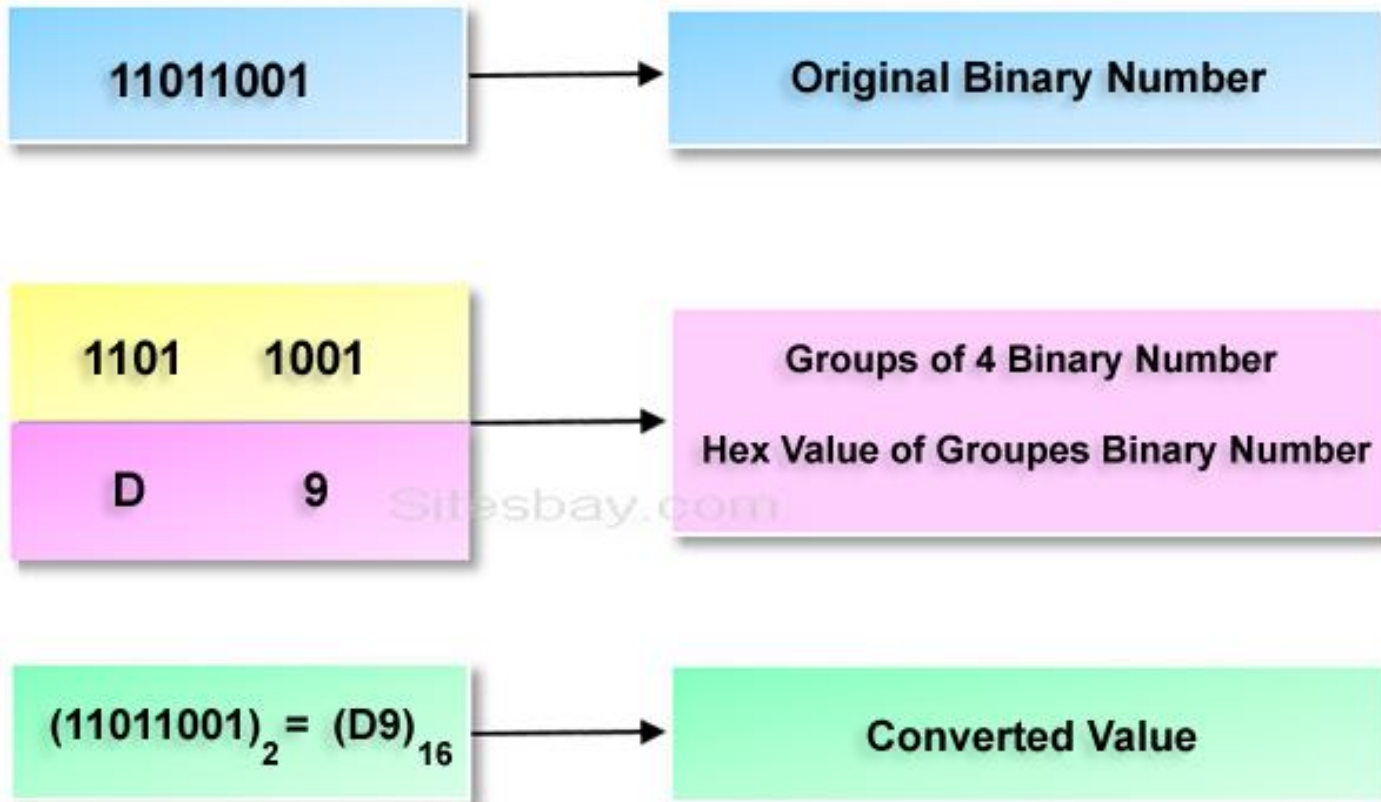 11011001
Original Binary Number
1101 1001
Groups of 4 Binary Number
D 9
Hex Value of Groupes Binary Number
Sitesbay.com
(11011001)2 = (D9)16
Converted Value